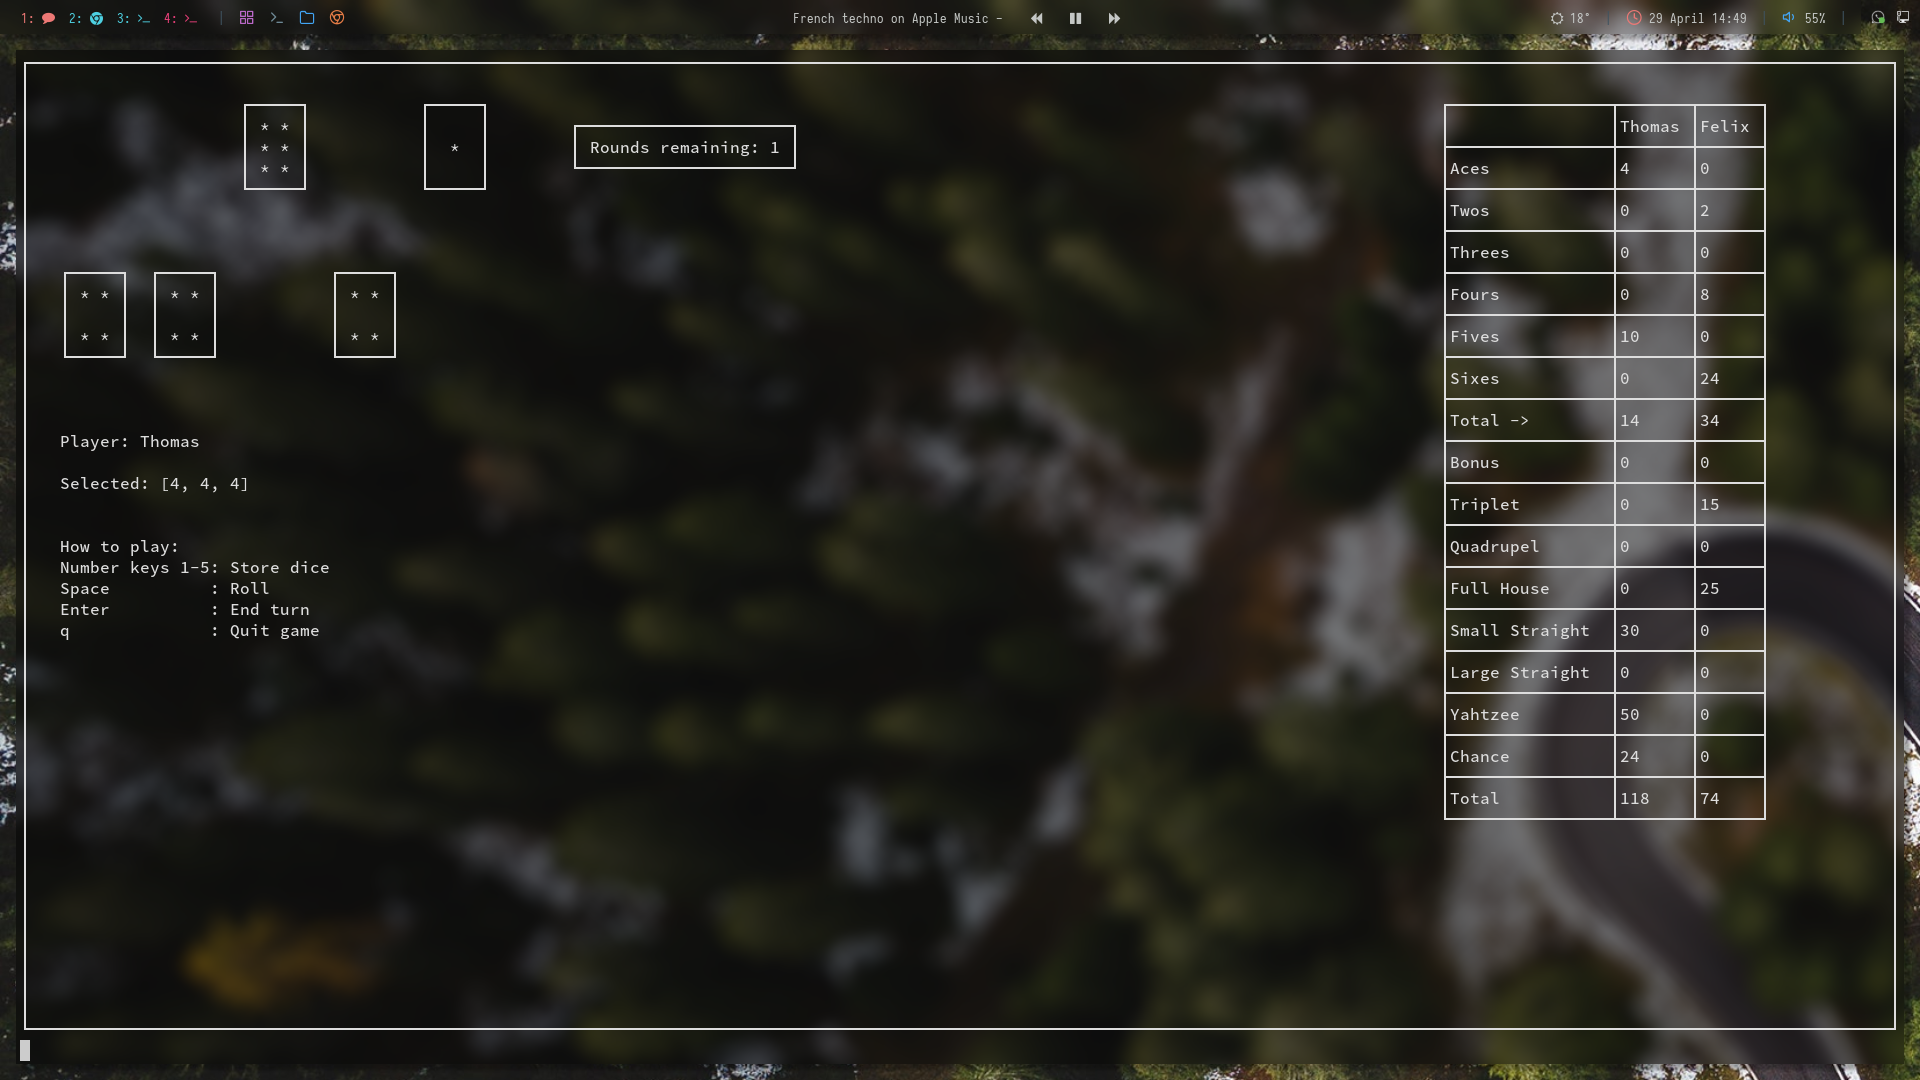 1: 2: 3: 4: French techno on Apple Music - 18° 29 April 14:49 55%
* *
* *
* *
*
Rounds remaining: 1
* * * * * *
* * * * * *
Player: Thomas
Selected: [4, 4, 4]
How to play:
Number keys 1-5: Store dice
Space : Roll
Enter : End turn
q : Quit game
Thomas Felix
Aces 4 0
Twos 0 2
Threes 0 0
Fours 0 8
Fives 10 0
Sixes 0 24
Total -> 14 34
Bonus 0 0
Triplet 0 15
Quadrupel 0 0
Full House 0 25
Small Straight 30 0
Large Straight 0 0
Yahtzee 50 0
Chance 24 0
Total 118 74